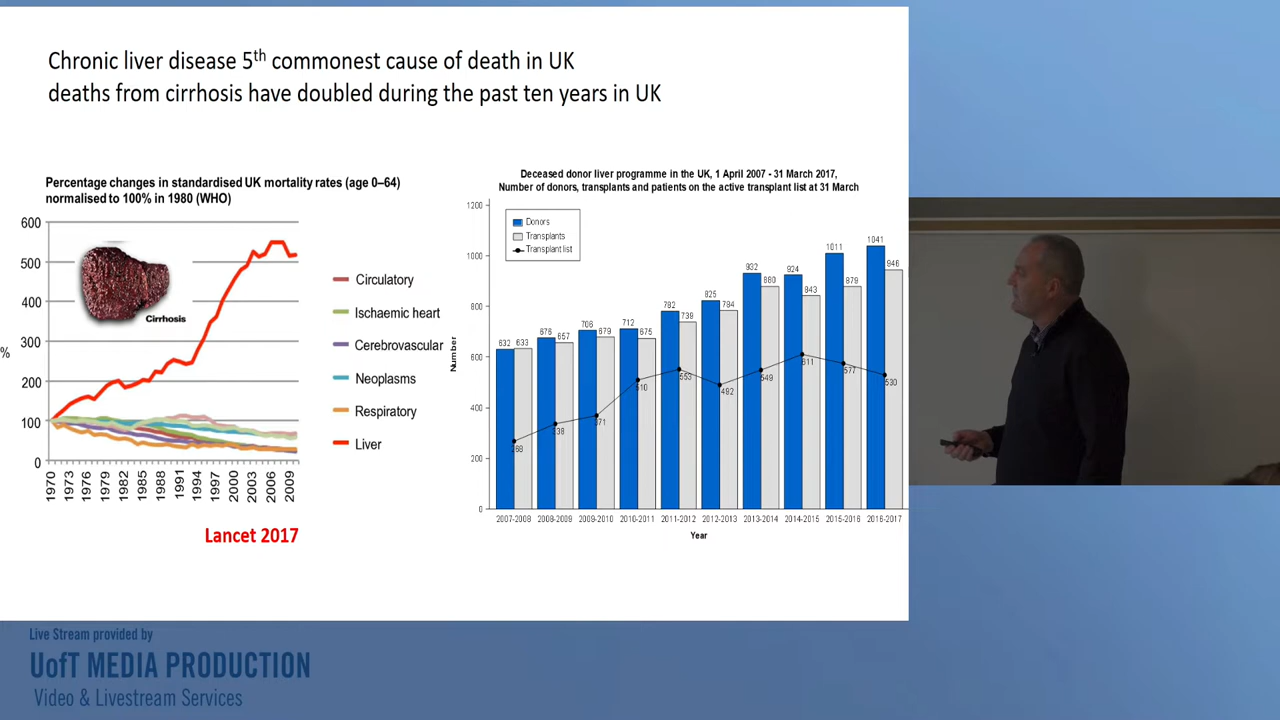 Chronic liver disease 5th commonest cause of death in UK
deaths from cirrhosis have doubled during the past ten years in UK
Percentage changes in standardised UK mortality rates (age 0–64)
normalised to 100% in 1980 (WHO)
600
500
400
300
200
100
0
%
Cirrhosis
1970 1973 1976 1979 1982 1985 1988 1991 1994 1997 2000 2003 2006 2009
Circulatory
Ischaemic heart
Cerebrovascular
Neoplasms
Respiratory
Liver
Lancet 2017
Deceased donor liver programme in the UK, 1 April 2007 - 31 March 2017,
Number of donors, transplants and patients on the active transplant list at 31 March
Donors
Transplants
Transplant list
1200
1000
800
600
400
200
0
Number
632 633 676 657 706 679 712 675 782 739 825 784 932 880 924 843 1011 879 1041 946
268 338 371 510 553 492 549 611 577 530
2007-2008 2008-2009 2009-2010 2010-2011 2011-2012 2012-2013 2013-2014 2014-2015 2015-2016 2016-2017
Year
Live Stream provided by
UofT MEDIA PRODUCTION
Video & Livestream Services